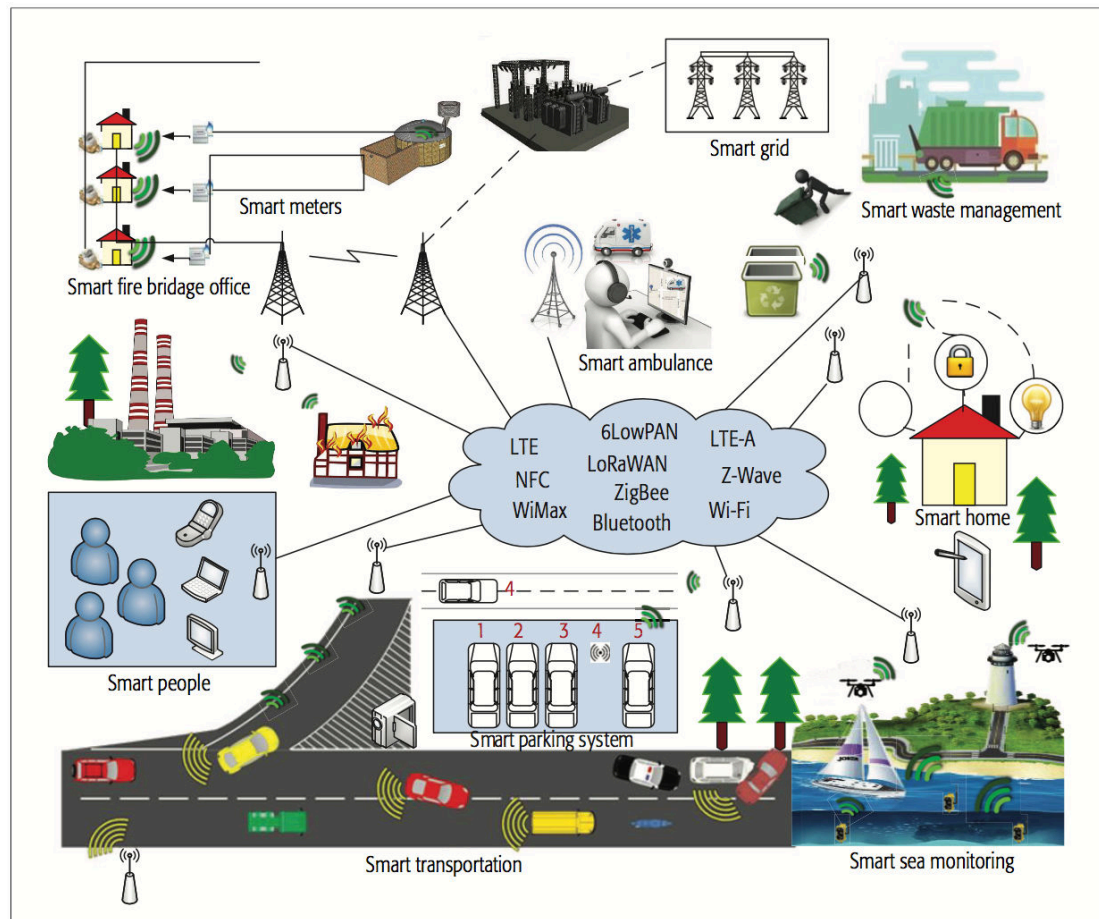 Smart grid
Smart waste management
Smart meters
Smart fire bridage office
Smart ambulance
LTE
6LowPAN
LTE-A
NFC
LoRaWAN
Z-Wave
WiMax
ZigBee
Wi-Fi
Bluetooth
Smart home
4
1 2 3 4 5
Smart people
Smart parking system
Smart transportation
Smart sea monitoring